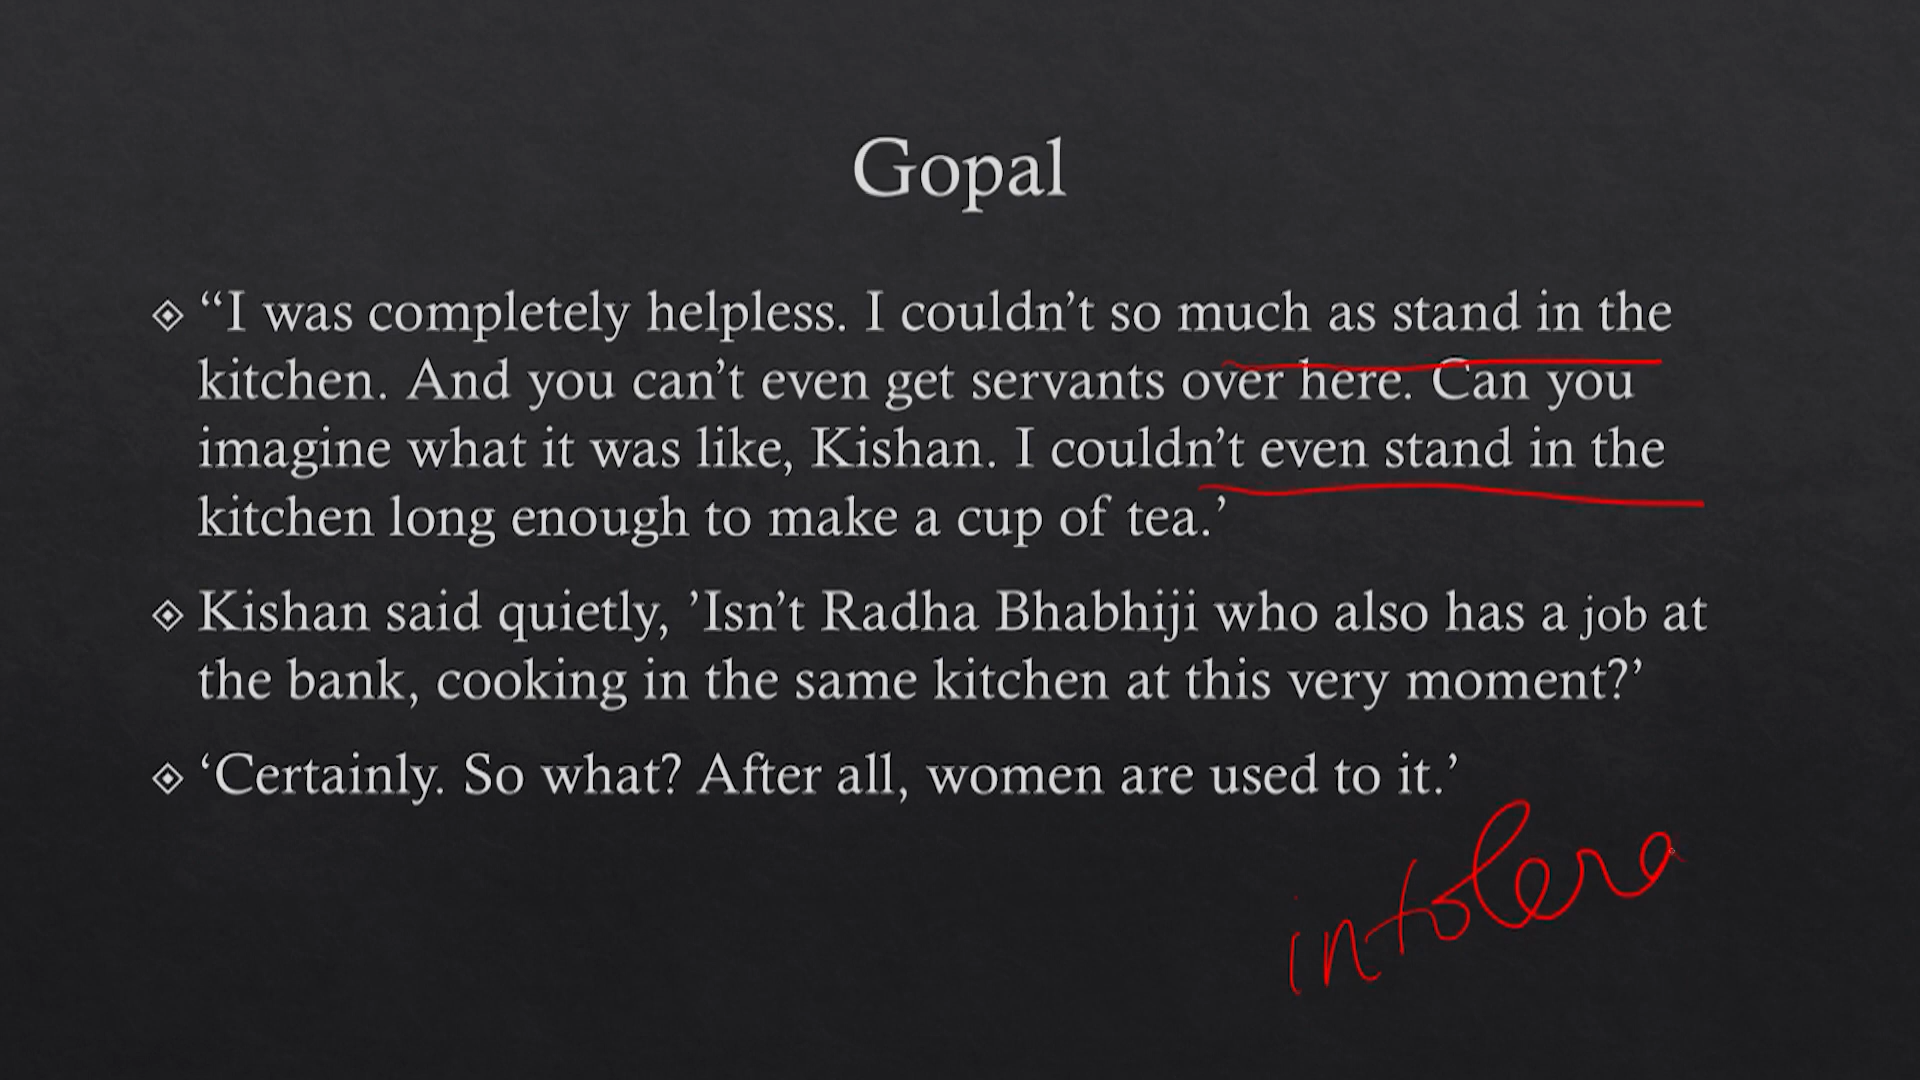 Gopal
“I was completely helpless. I couldn’t so much as stand in the
kitchen. And you can’t even get servants over here. Can you
imagine what it was like, Kishan. I couldn’t even stand in the
kitchen long enough to make a cup of tea.’
Kishan said quietly, ’Isn’t Radha Bhabhiji who also has a job at
the bank, cooking in the same kitchen at this very moment?’
‘Certainly. So what? After all, women are used to it.’
intolera